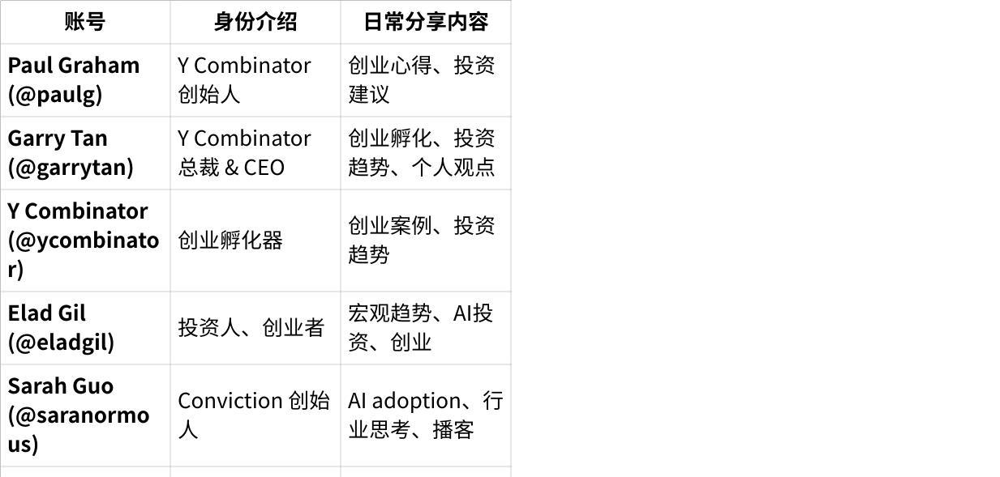 账号 身份介绍 日常分享内容
Paul Graham (@paulg) Y Combinator 创始人 创业心得、投资建议
Garry Tan (@garrytan) Y Combinator 总裁 & CEO 创业孵化、投资趋势、个人观点
Y Combinator (@ycombinator) 创业孵化器 创业案例、投资趋势
Elad Gil (@eladgil) 投资人、创业者 宏观趋势、AI投资、创业
Sarah Guo (@saranormous) Conviction 创始人 AI adoption、行业思考、播客